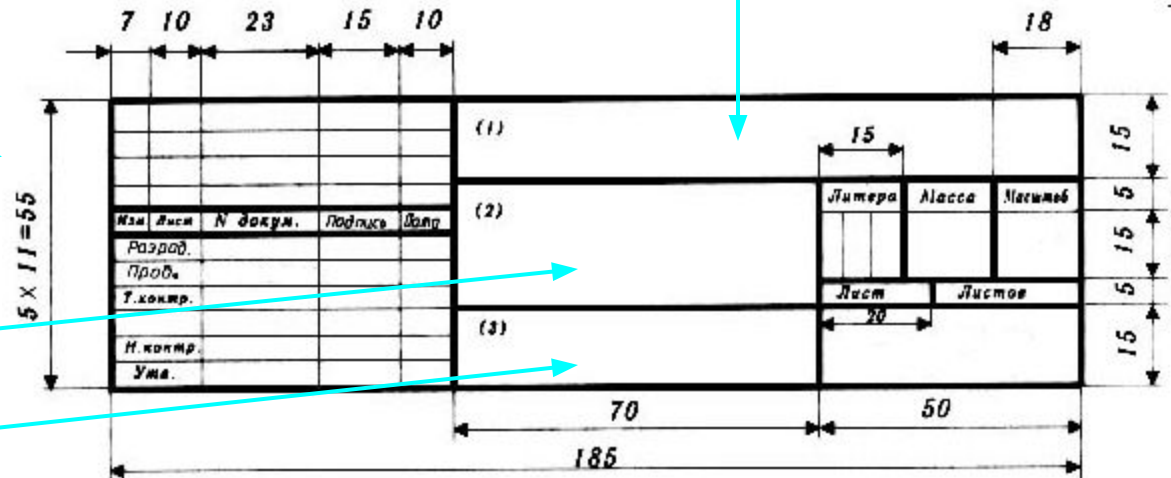 7 10 23 15 10 18
(1)
15
15
5 × 11 = 55
(2)
Литера Масса Масштаб
5
Изм Лист N докум. Подпись Дата
15
Разраб.
Пров.
Т.контр.
Лист Листов
5
(3)
20
15
Н.контр.
Утв.
70 50
185